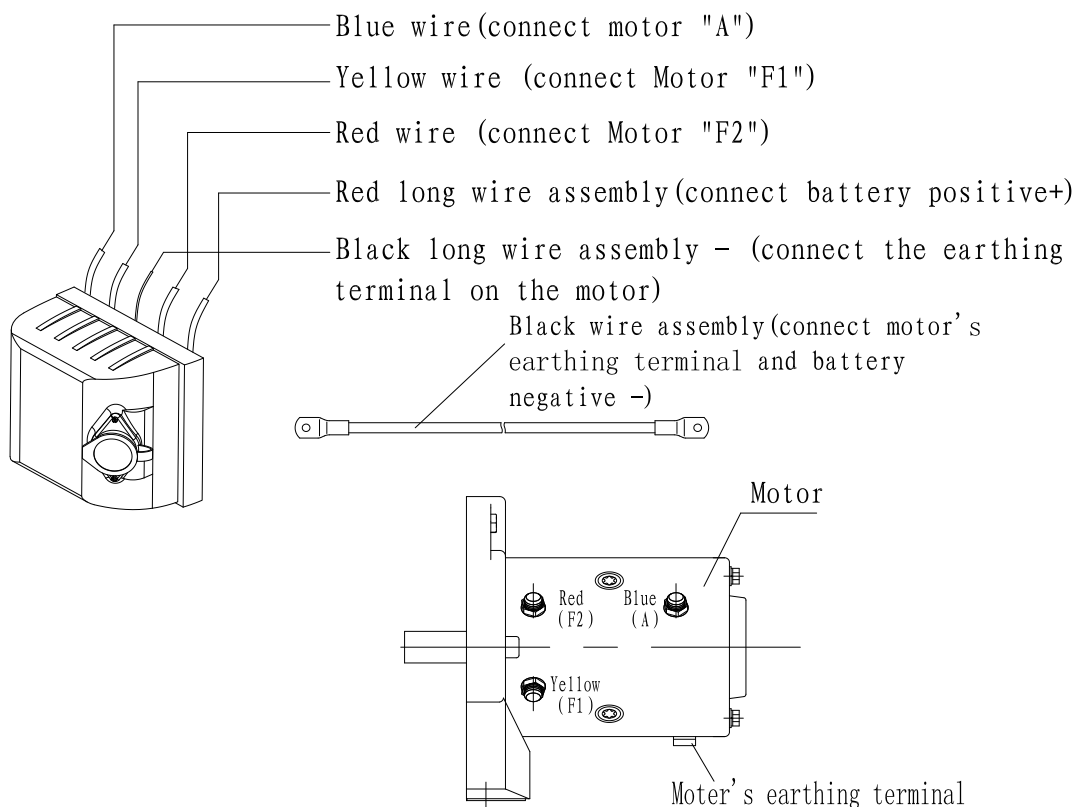 Blue wire(connect motor "A")
Yellow wire (connect Motor "F1")
Red wire (connect Motor "F2")
Red long wire assembly(connect battery positive+)
Black long wire assembly - (connect the earthing
terminal on the motor)
Black wire assembly(connect motor's
earthing terminal and battery
negative -)
Motor
Red
(F2)
Blue
(A)
Yellow
(F1)
Moter's earthing terminal